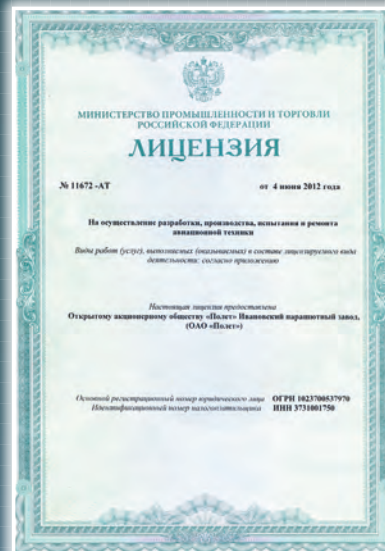 МИНИСТЕРСТВО ПРОМЫШЛЕННОСТИ И ТОРГОВЛИ
РОССИЙСКОЙ ФЕДЕРАЦИИ
ЛИЦЕНЗИЯ
№ 11672 -АТ от 4 июня 2012 года
На осуществление разработки, производства, испытания и ремонта
авиационной техники
Виды работ (услуг), выполняемых (оказываемых) в составе лицензируемого вида
деятельности: согласно приложению
Настоящая лицензия предоставлена
Открытому акционерному обществу «Полет» Ивановский парашютный завод,
(ОАО «Полет»)
Основной регистрационный номер юридического лица ОГРН 1023700537970
Идентификационный номер налогоплательщика ИНН 3731001750